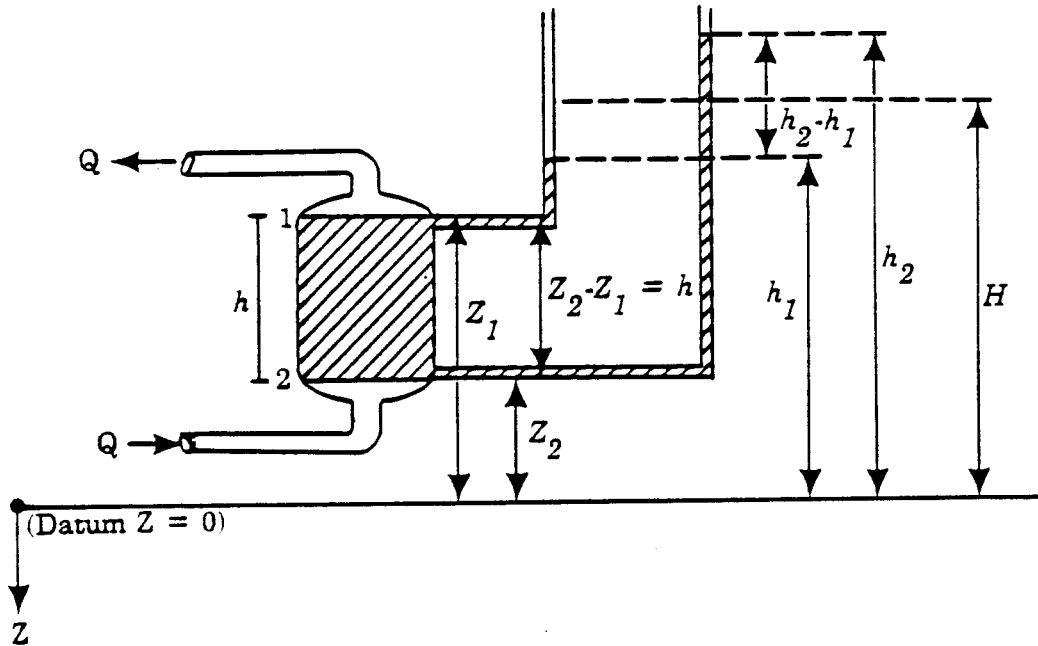 h₂-h₁
Q
1
h
Z₁
Z₂-Z₁ = h
h₁
h₂
H
2
Q
Z₂
(Datum Z = 0)
Z